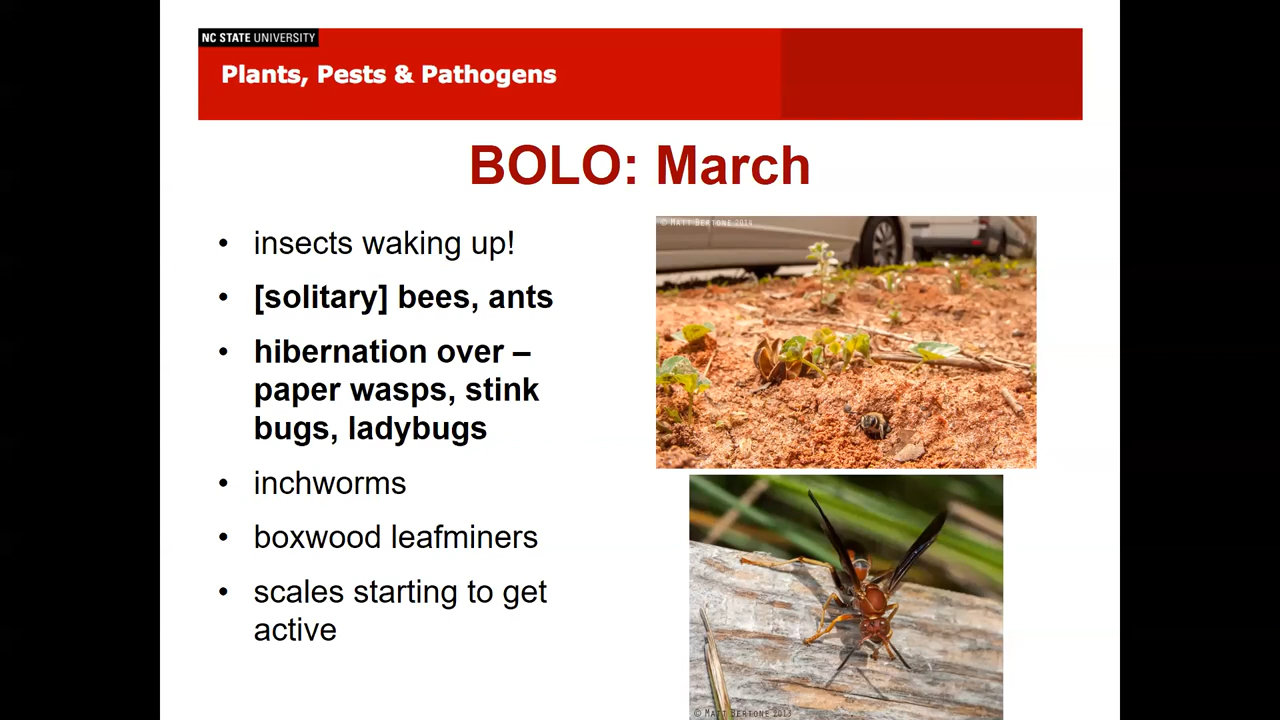 NC STATE UNIVERSITY
Plants, Pests & Pathogens
BOLO: March
• insects waking up!
• [solitary] bees, ants
• hibernation over –
paper wasps, stink
bugs, ladybugs
• inchworms
• boxwood leafminers
• scales starting to get
active
© Matt Bertone 2014
© Matt Bertone 2013